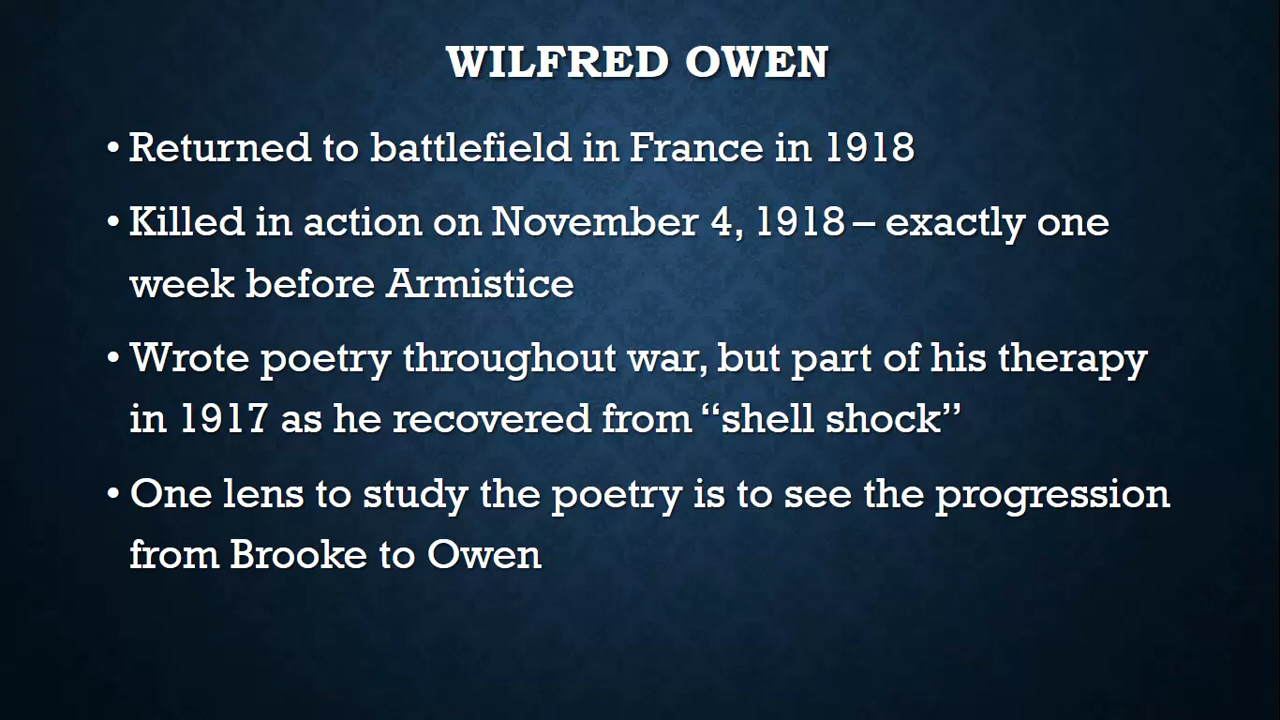 WILFRED OWEN
• Returned to battlefield in France in 1918
• Killed in action on November 4, 1918 – exactly one
week before Armistice
• Wrote poetry throughout war, but part of his therapy
in 1917 as he recovered from “shell shock”
• One lens to study the poetry is to see the progression
from Brooke to Owen